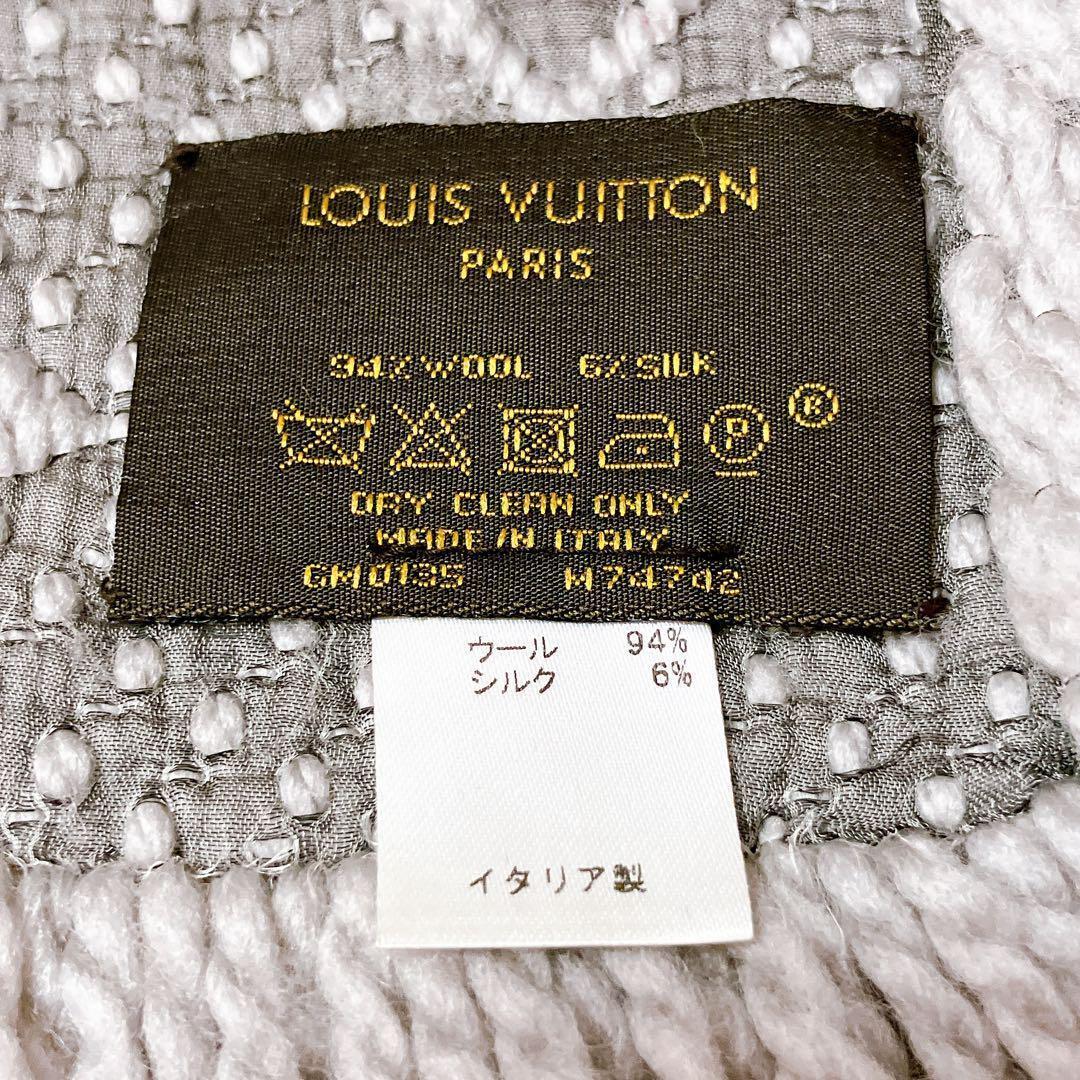 LOUIS VUITTON
PARIS
94% WOOL 6% SILK
P ®
DRY CLEAN ONLY
MADE IN ITALY
GM0135 M74742
ウール 94%
シルク 6%
イタリア製